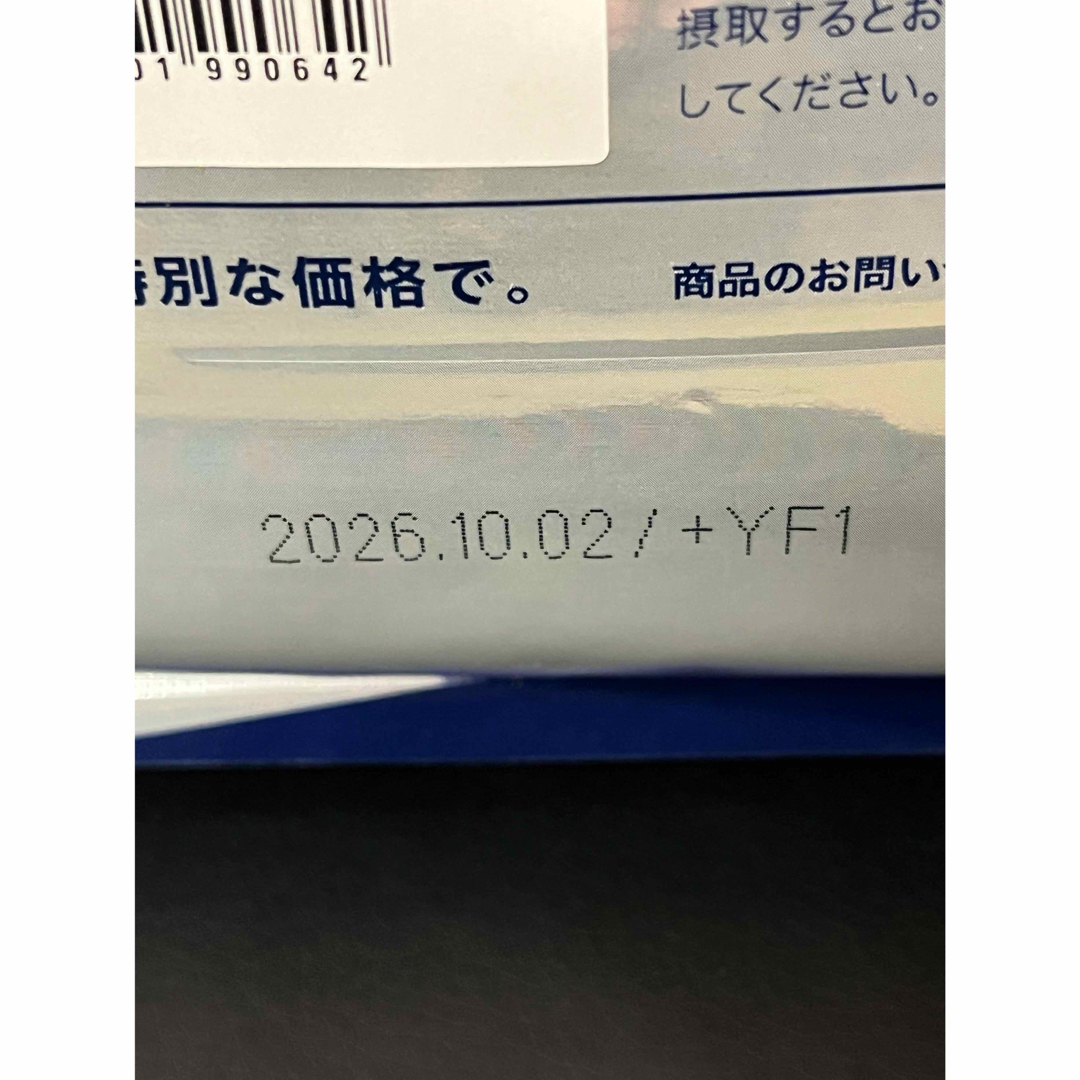 01 990642
摂取するとお
してください。
特別な価格で。
商品のお問い
2026.10.02/+YF1